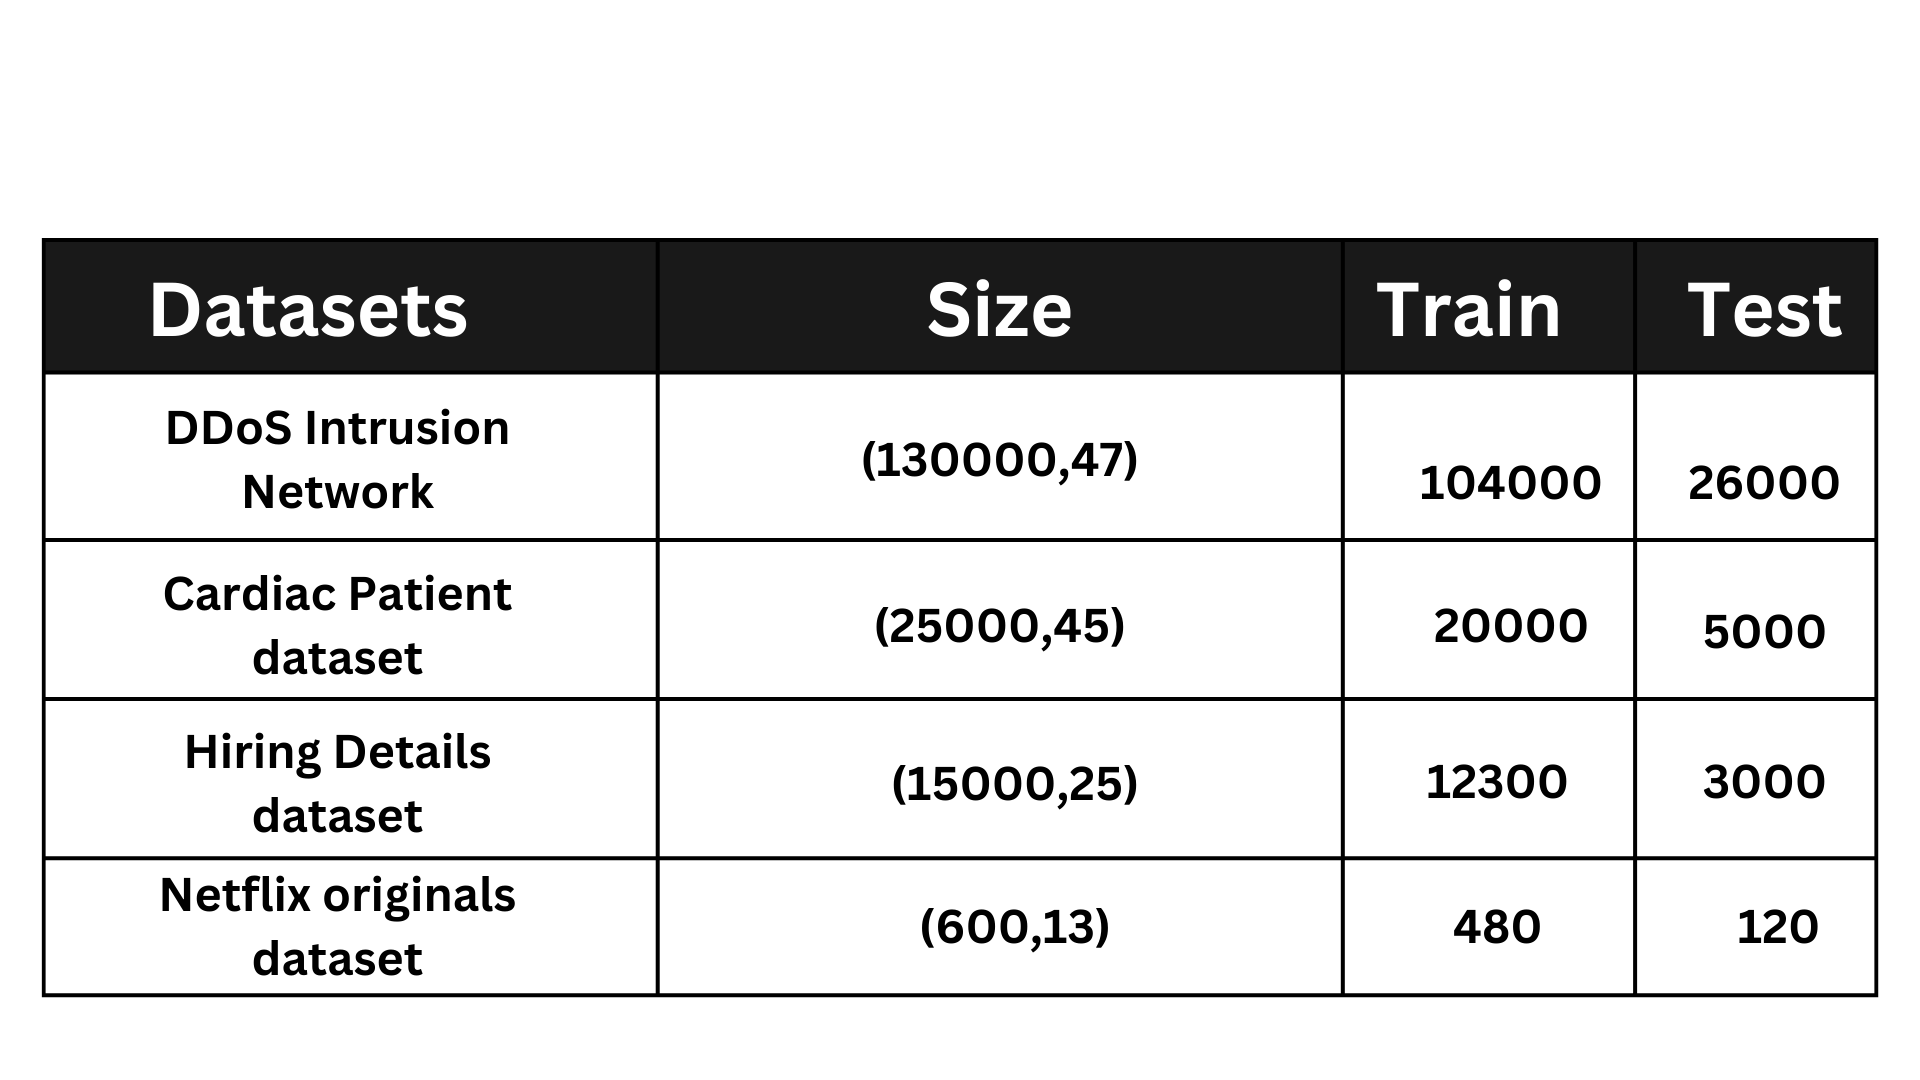 Datasets Size Train Test
DDoS Intrusion
Network
(130000,47)
104000
26000
Cardiac Patient
dataset
(25000,45)
20000
5000
Hiring Details
dataset
(15000,25)
12300
3000
Netflix originals
dataset
(600,13)
480
120